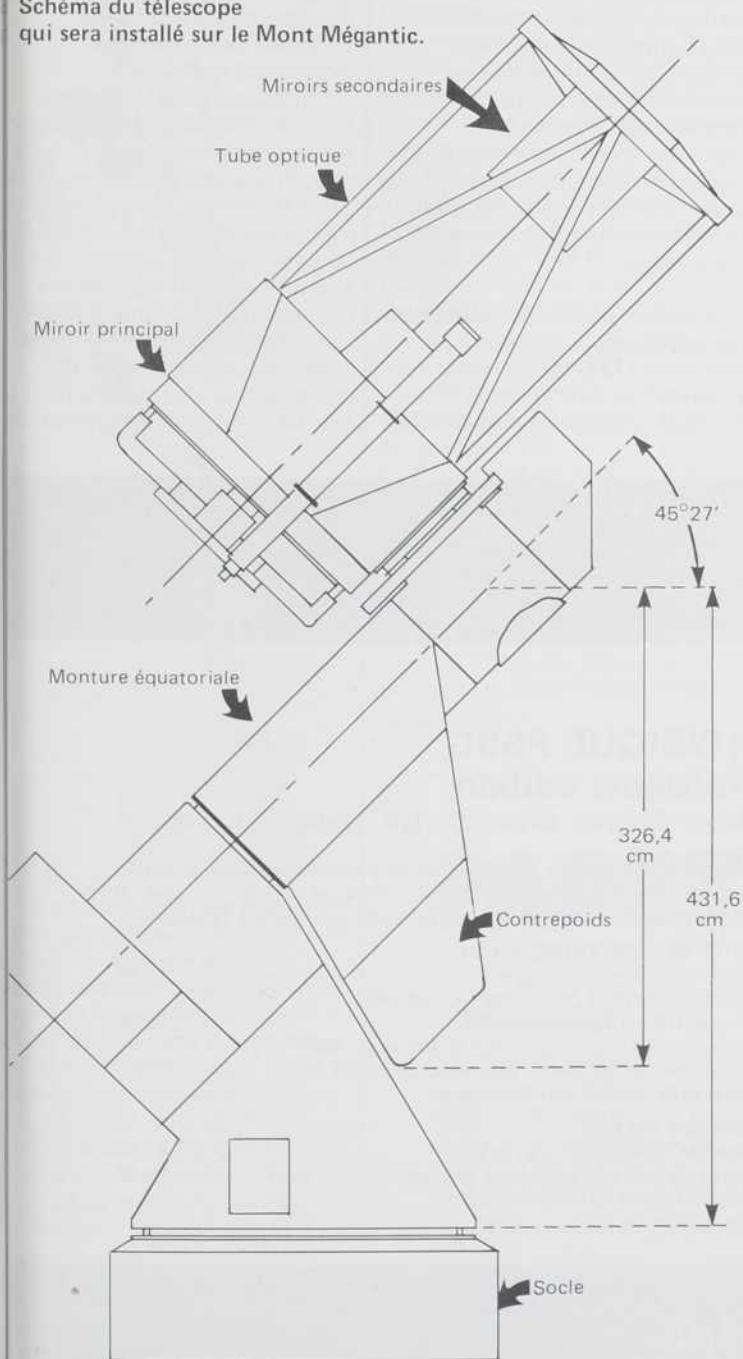 Schéma du télescope
qui sera installé sur le Mont Mégantic.
Miroirs secondaires
Tube optique
Miroir principal
45°27'
Monture équatoriale
326,4
cm
431,6
cm
Contrepoids
Socle